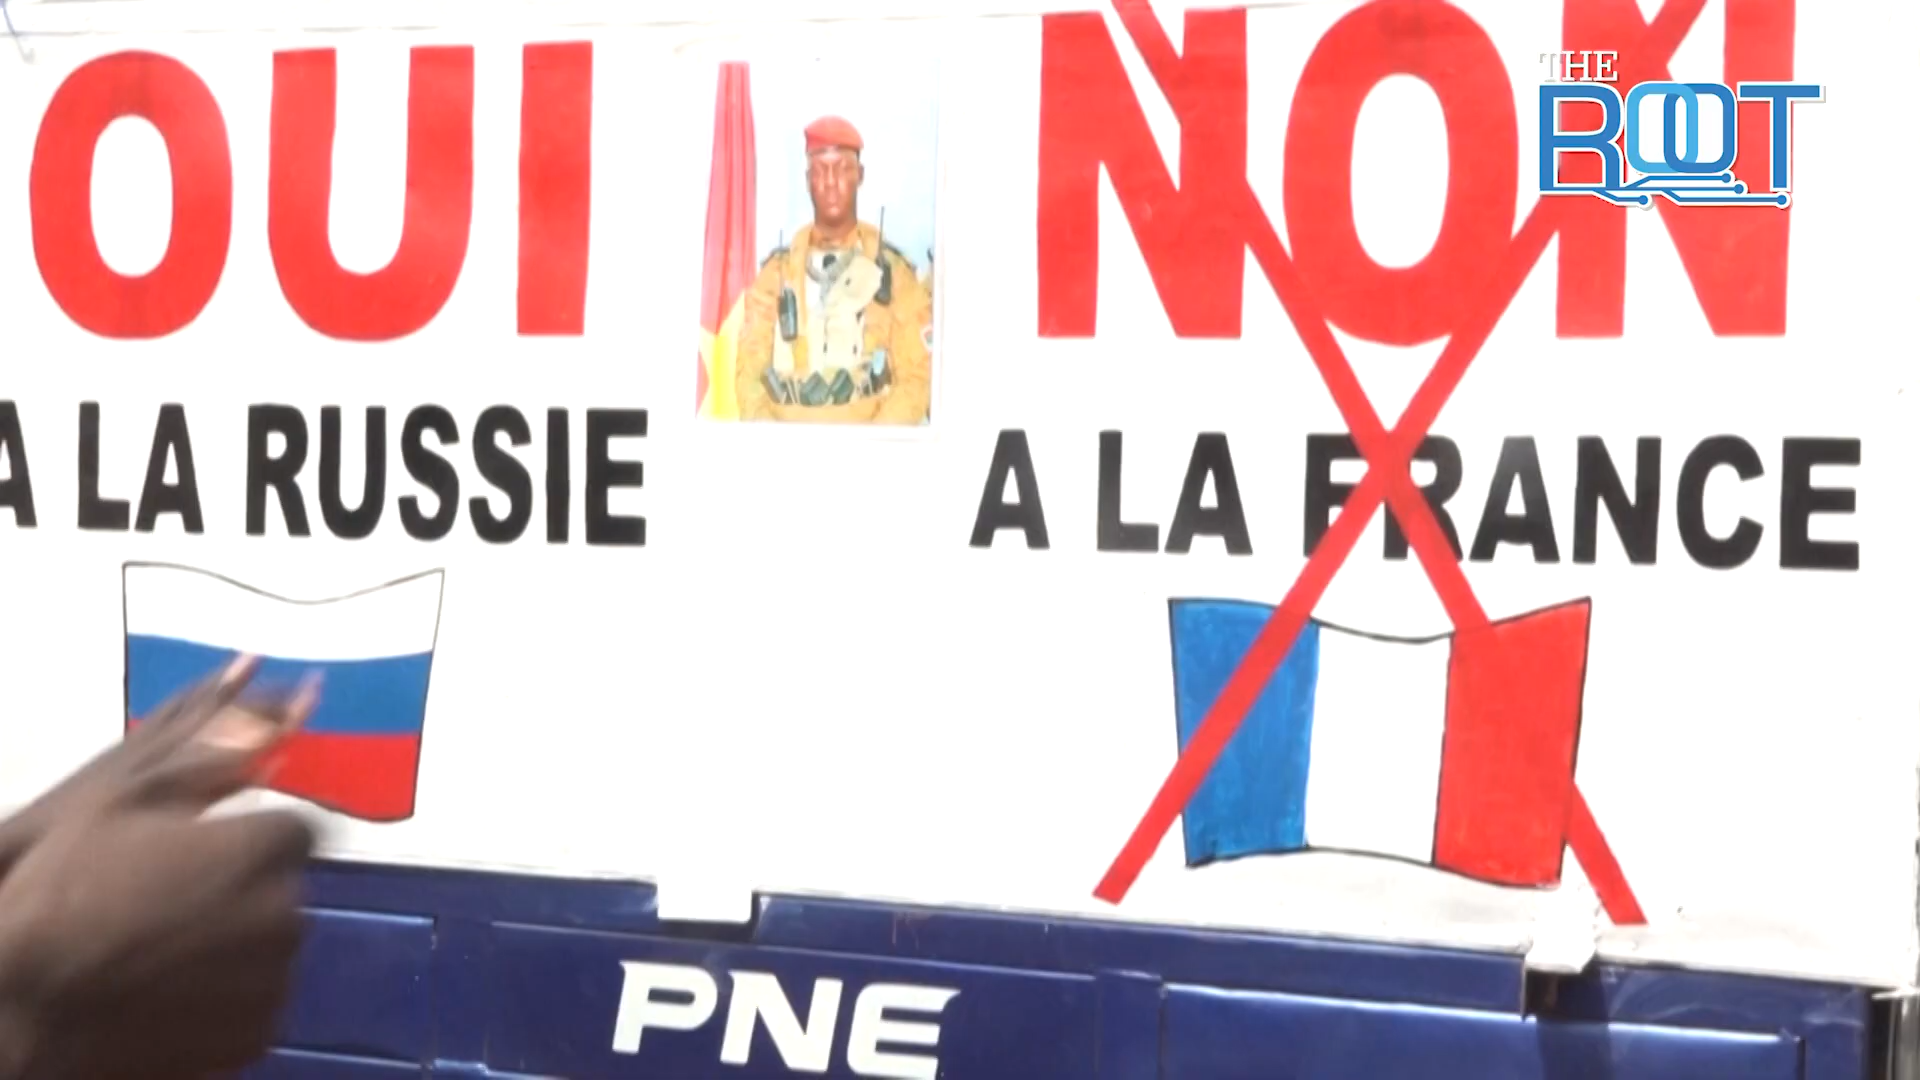 OUI
NON
A LA RUSSIE
A LA FRANCE
PNE
THE
ROOT